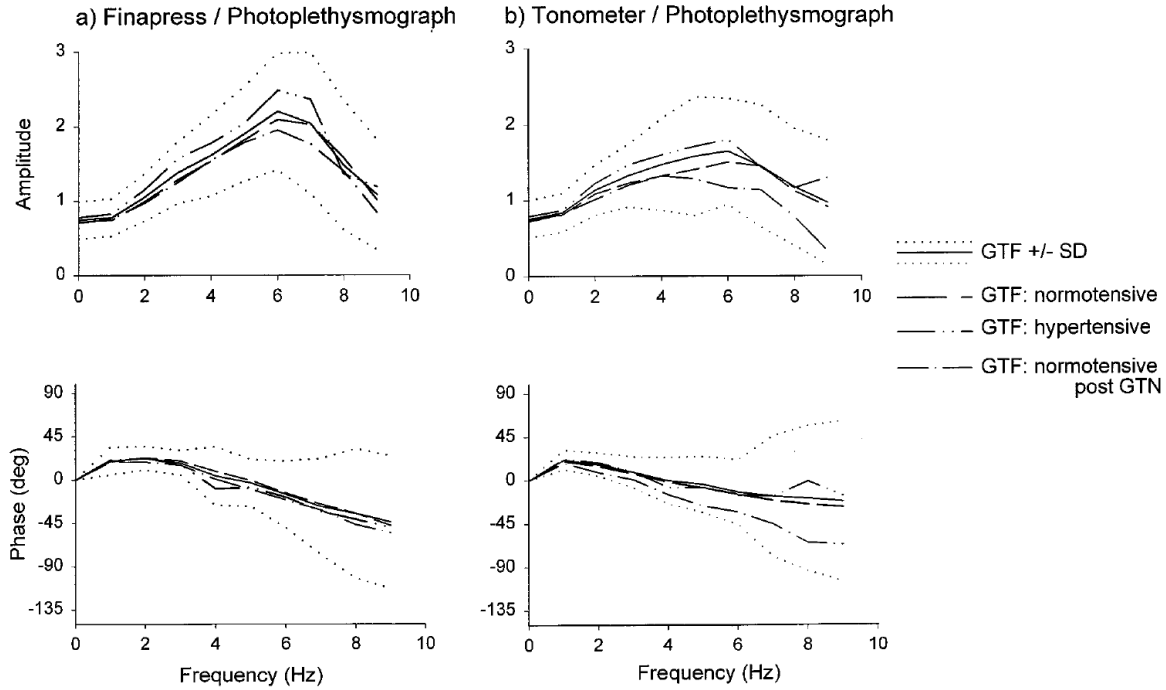 a) Finapress / Photoplethysmograph
b) Tonometer / Photoplethysmograph
Amplitude
3
2
1
0
0 2 4 6 8 10
3
2
1
0
0 2 4 6 8 10
GTF +/- SD
GTF: normotensive
GTF: hypertensive
GTF: normotensive
post GTN
Phase (deg)
90
45
0
-45
-90
-135
0 2 4 6 8 10
Frequency (Hz)
90
45
0
-45
-90
-135
0 2 4 6 8 10
Frequency (Hz)